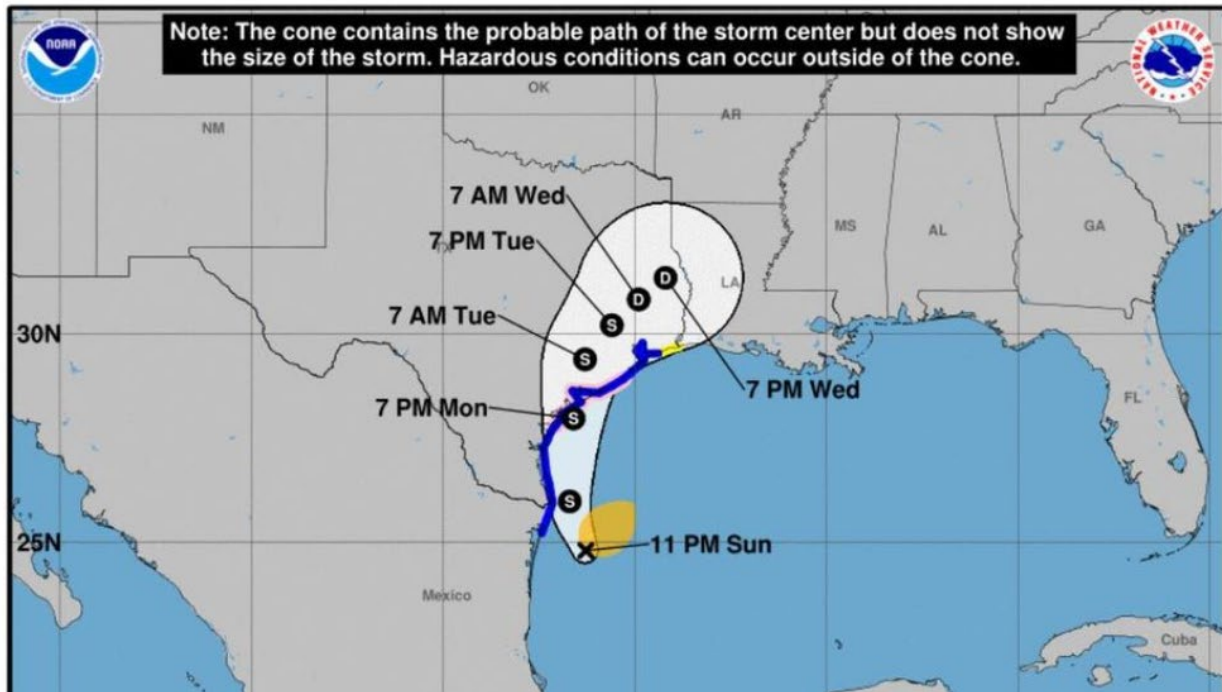 Note: The cone contains the probable path of the storm center but does not show
the size of the storm. Hazardous conditions can occur outside of the cone.
NOAA
NATIONAL WEATHER SERVICE
OK
AR
NM
7 AM Wed
7 PM Tue
MS
AL
GA
LA
D
D
S
30N
7 AM Tue
S
7 PM Wed
FL
7 PM Mon
S
S
25N
11 PM Sun
Mexico
Cuba